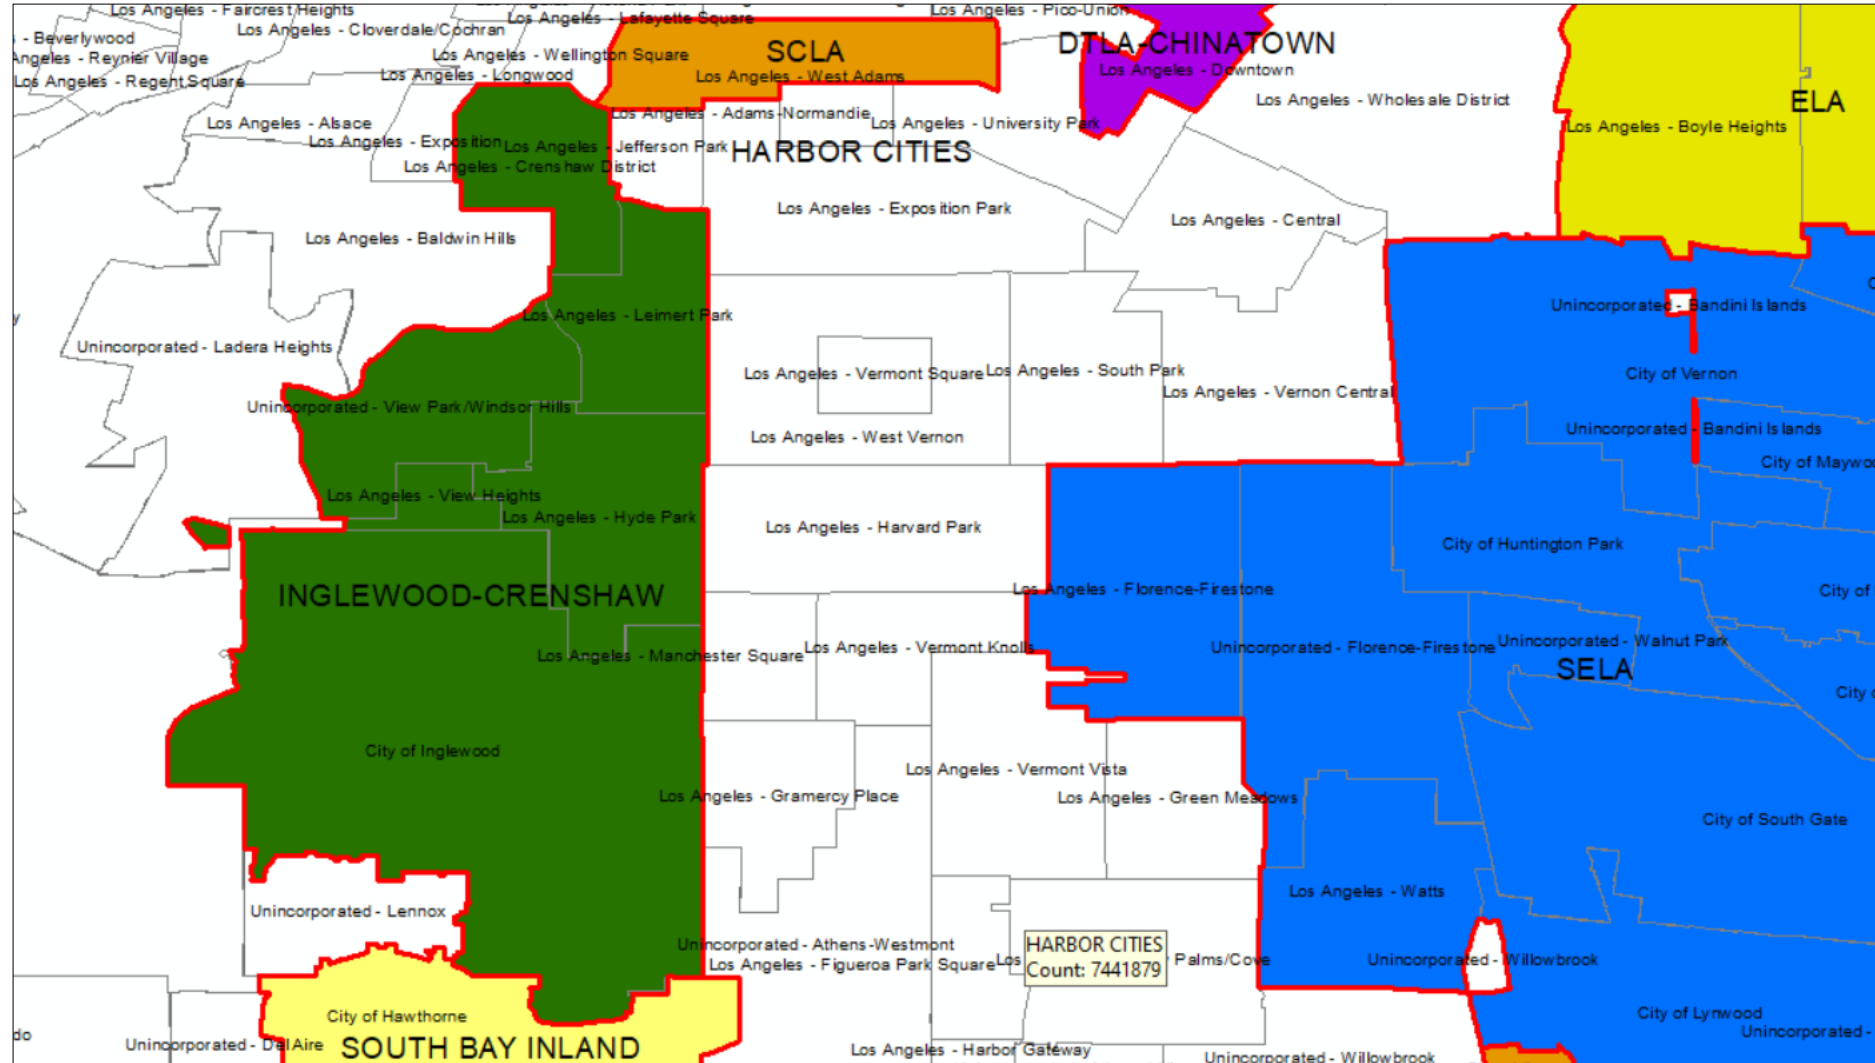 Los Angeles - Faircrest Heights
Los Angeles - Pico-Union
Los Angeles - Lafayette Square
Los Angeles - Cloverdale/Cochran
- Beverlywood
DTLA-CHINATOWN
SCLA
Los Angeles - Wellington Square
Angeles - Reynier Village
Los Angeles - Downtown
Los Angeles - Longwood
Los Angeles - West Adams
Los Angeles - Regent Square
Los Angeles - Wholesale District
ELA
Los Angeles - Adams-Normandie
Los Angeles - Alsace
Los Angeles - University Park
Los Angeles - Boyle Heights
Los Angeles - Exposition
Los Angeles - Jefferson Park
HARBOR CITIES
Los Angeles - Crenshaw District
Los Angeles - Exposition Park
Los Angeles - Central
Los Angeles - Baldwin Hills
Unincorporated - Bandini Islands
Los Angeles - Leimert Park
Unincorporated - Ladera Heights
Los Angeles - Vermont Square
Los Angeles - South Park
City of Vernon
Los Angeles - Vernon Central
Unincorporated - View Park/Windsor Hills
Unincorporated - Bandini Islands
Los Angeles - West Vernon
City of Maywoo
Los Angeles - View Heights
Los Angeles - Hyde Park
Los Angeles - Harvard Park
City of Huntington Park
Los Angeles - Florence-Firestone
City of
INGLEWOOD-CRENSHAW
Unincorporated - Walnut Park
Los Angeles - Manchester Square
Los Angeles - Vermont Knolls
Unincorporated - Florence-Firestone
SELA
City
City of Inglewood
Los Angeles - Vermont Vista
Los Angeles - Gramercy Place
Los Angeles - Green Meadows
City of South Gate
Los Angeles - Watts
Unincorporated - Lennox
Unincorporated - Athens-Westmont
HARBOR CITIES
Count: 7441879
Los Angeles - Figueroa Park Square
Los
Palms/Cove
Unincorporated - Willowbrook
City of Hawthorne
City of Lynwood
Unincorporated -
do
Unincorporated - Del Aire
SOUTH BAY INLAND
Los Angeles - Harbor Gateway
Unincorporated - Willowbrook